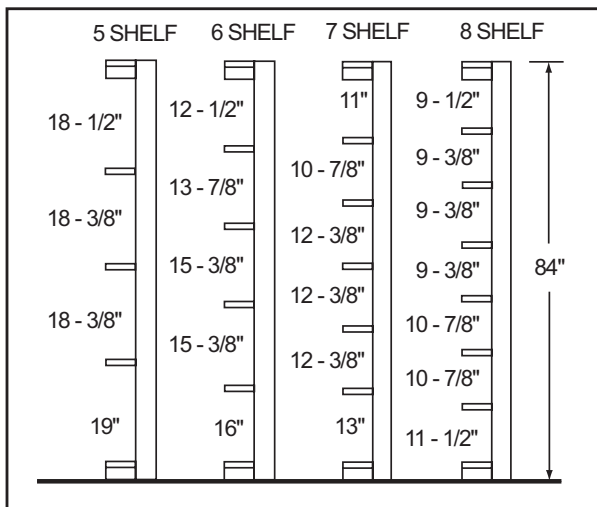 5 SHELF 6 SHELF 7 SHELF 8 SHELF
18 - 1/2"
18 - 3/8"
18 - 3/8"
19"
12 - 1/2"
13 - 7/8"
15 - 3/8"
15 - 3/8"
16"
11"
10 - 7/8"
12 - 3/8"
12 - 3/8"
12 - 3/8"
13"
9 - 1/2"
9 - 3/8"
9 - 3/8"
9 - 3/8"
10 - 7/8"
10 - 7/8"
11 - 1/2"
84"